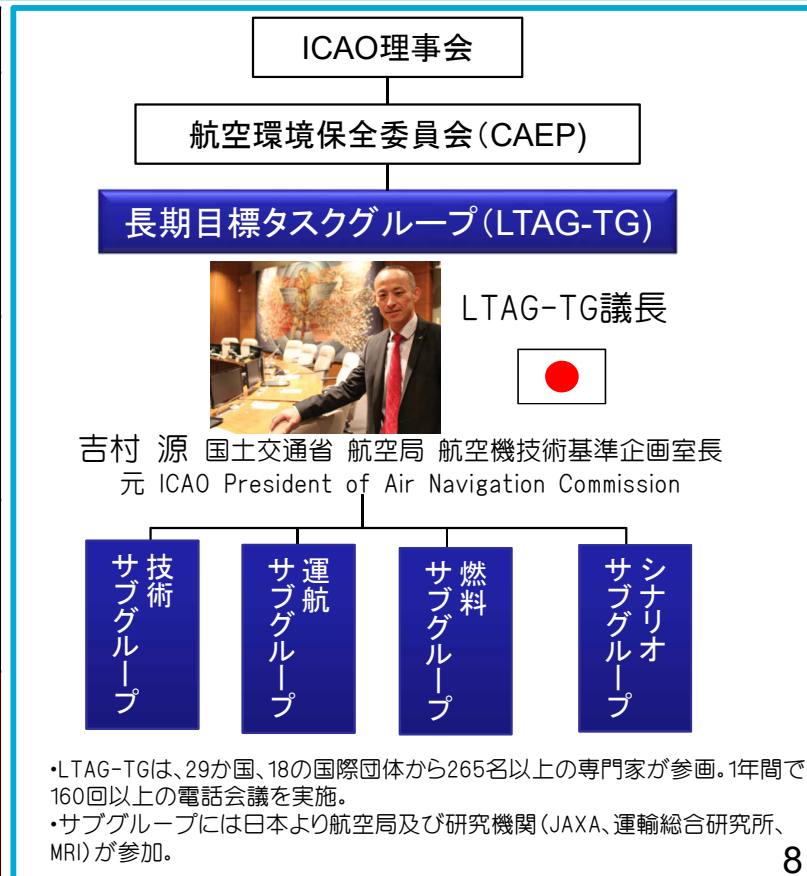 ICAO理事会
航空環境保全委員会(CAEP)
長期目標タスクグループ(LTAG-TG)
LTAG-TG議長
吉村 源 国土交通省 航空局 航空機技術基準企画室長
元 ICAO President of Air Navigation Commission
技術
サブグループ
運航
サブグループ
燃料
サブグループ
シナリオ
サブグループ
•LTAG-TGは、29か国、18の国際団体から265名以上の専門家が参画。1年間で
160回以上の電話会議を実施。
•サブグループには日本より航空局及び研究機関(JAXA、運輸総合研究所、
MRI)が参加。
8